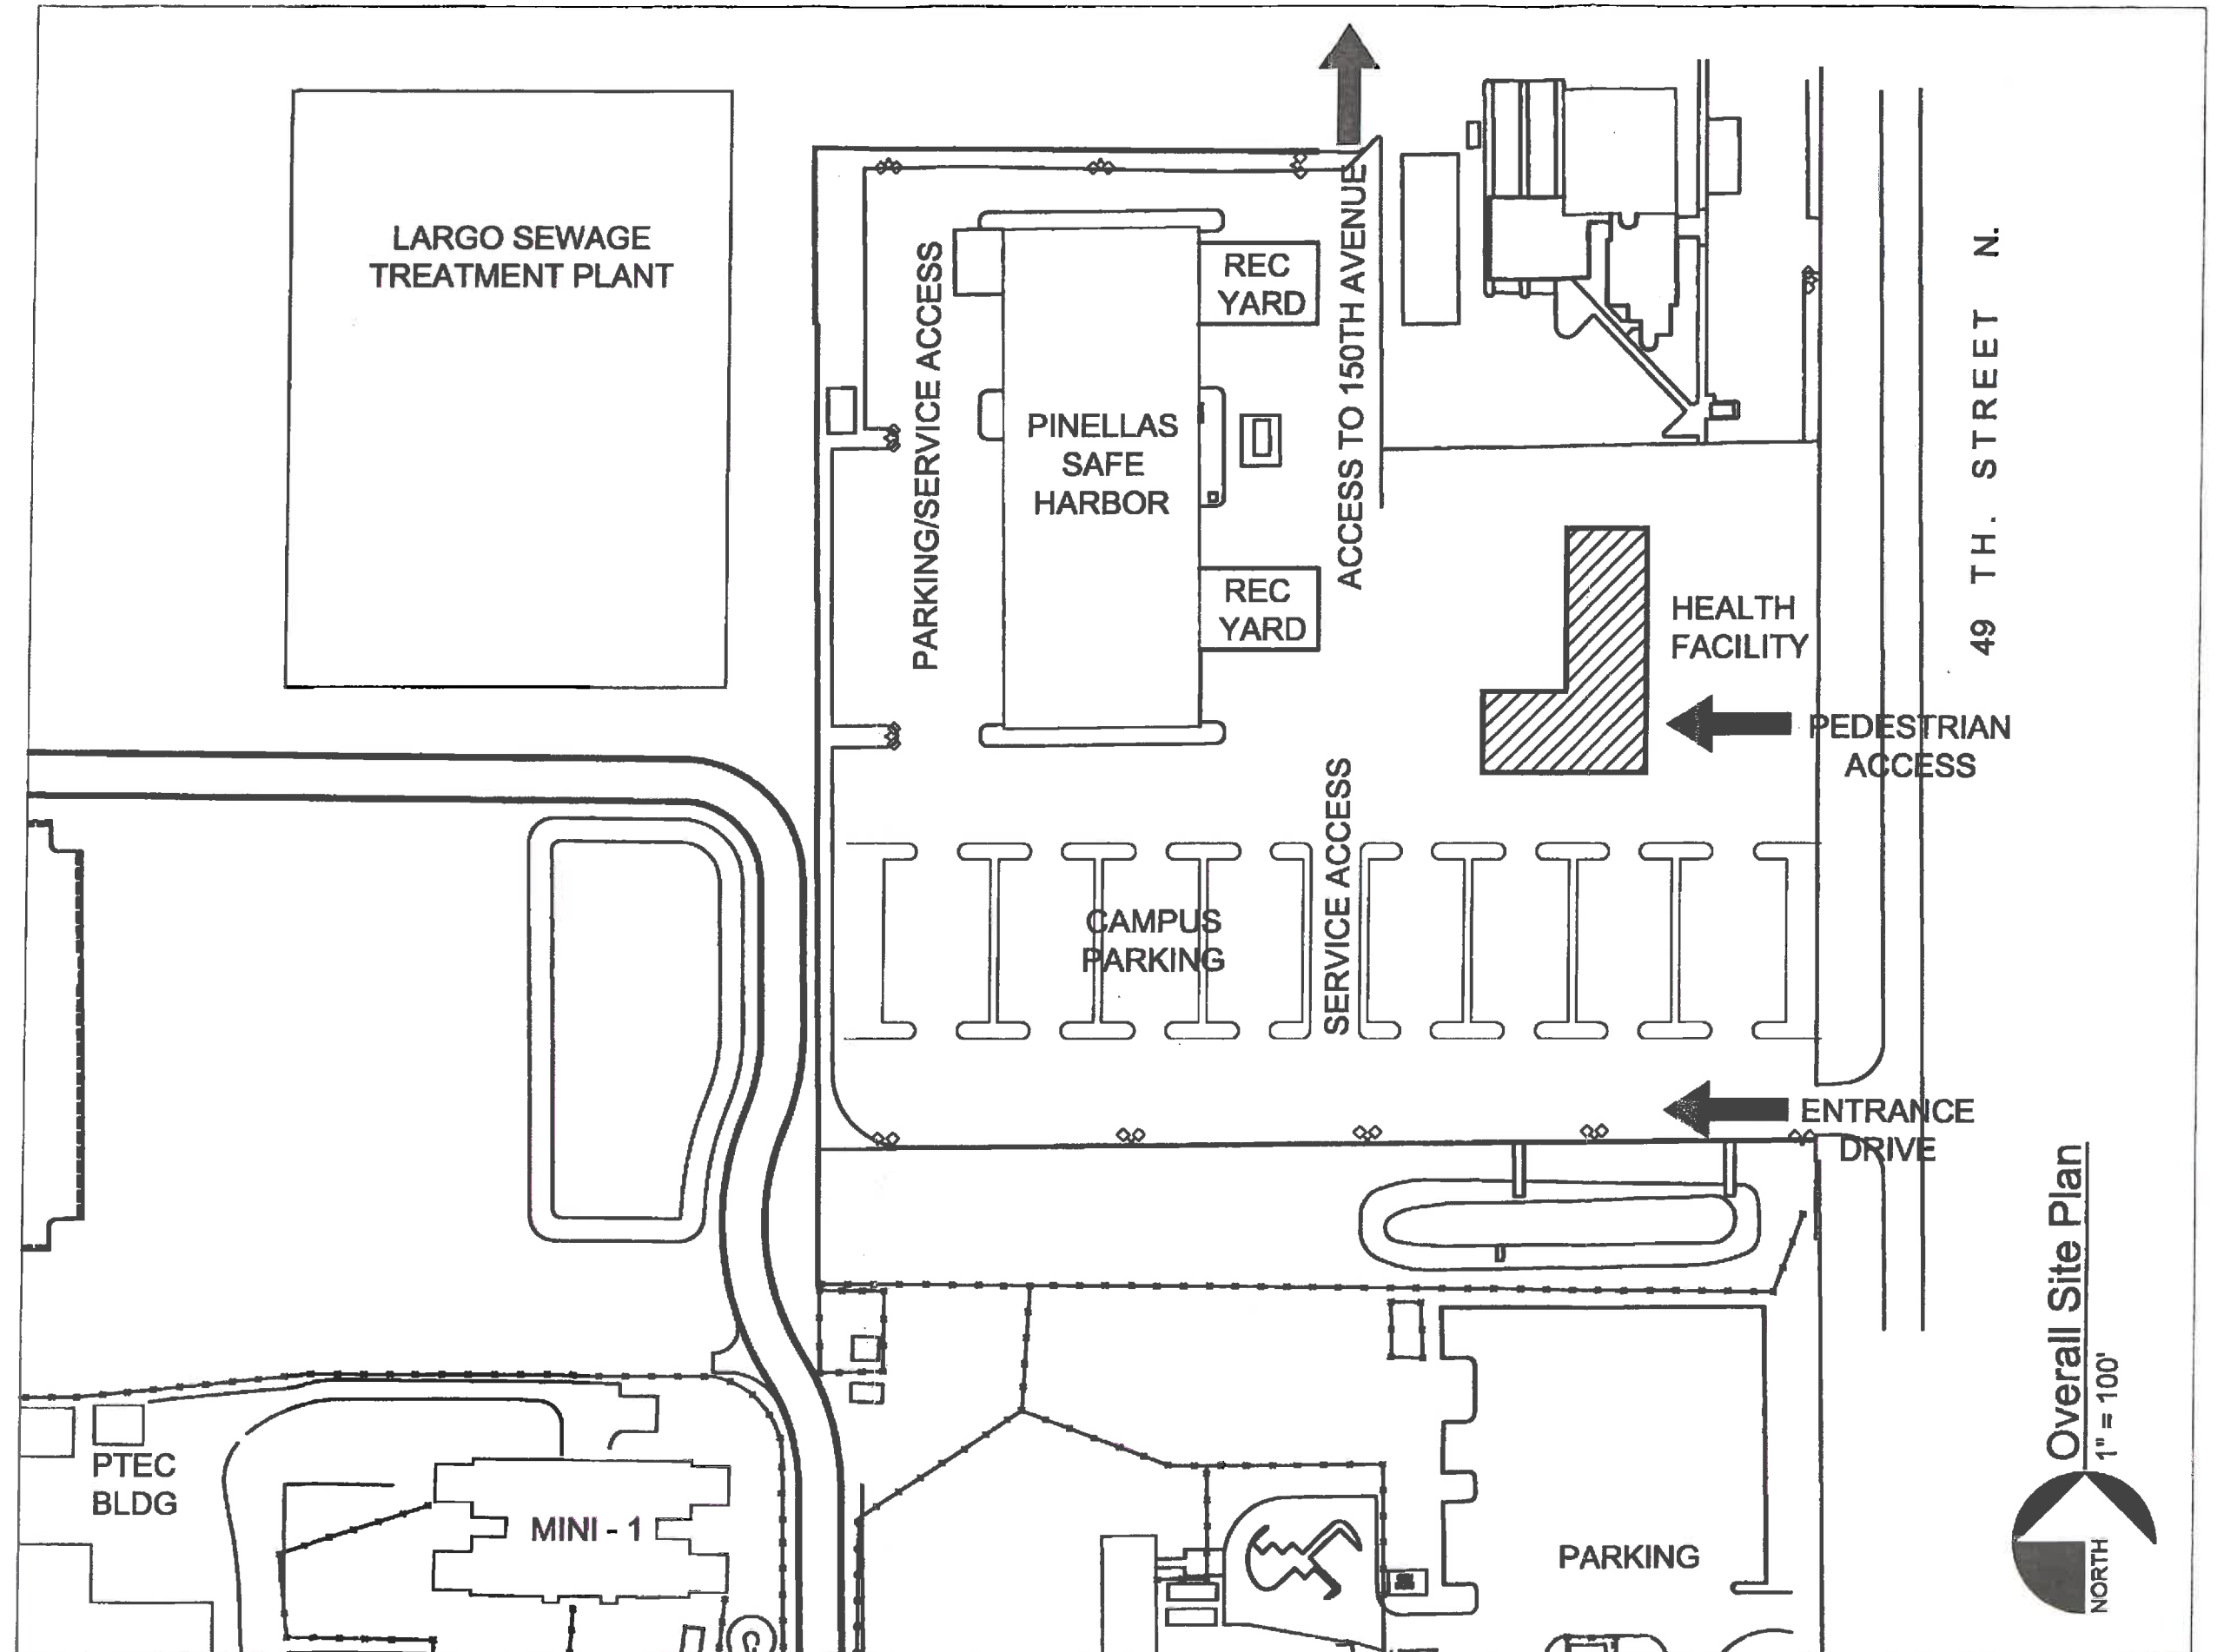 LARGO SEWAGE
TREATMENT PLANT
PARKING/SERVICE ACCESS
PINELLAS
SAFE
HARBOR
REC
YARD
REC
YARD
ACCESS TO 150TH AVENUE
49 TH. STREET N.
HEALTH
FACILITY
PEDESTRIAN
ACCESS
SERVICE ACCESS
CAMPUS
PARKING
ENTRANCE
DRIVE
Overall Site Plan
1" = 100'
NORTH
PTEC
BLDG
MINI - 1
PARKING